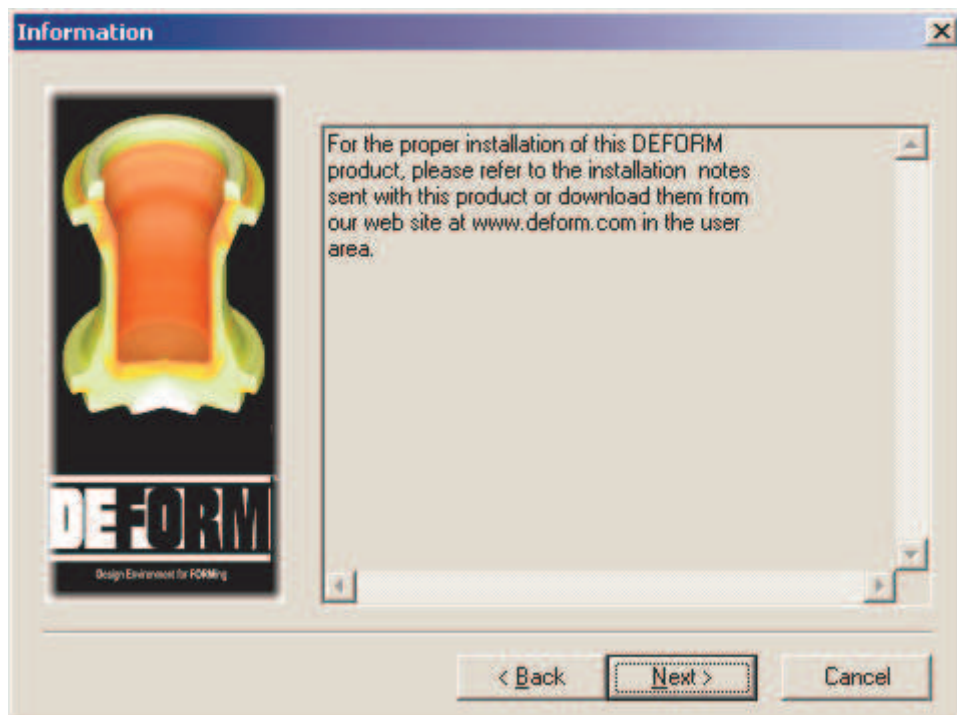 Information
For the proper installation of this DEFORM
product, please refer to the installation notes
sent with this product or download them from
our web site at www.deform.com in the user
area.
DEFORM
Design Environment for FORMing
< Back
Next >
Cancel